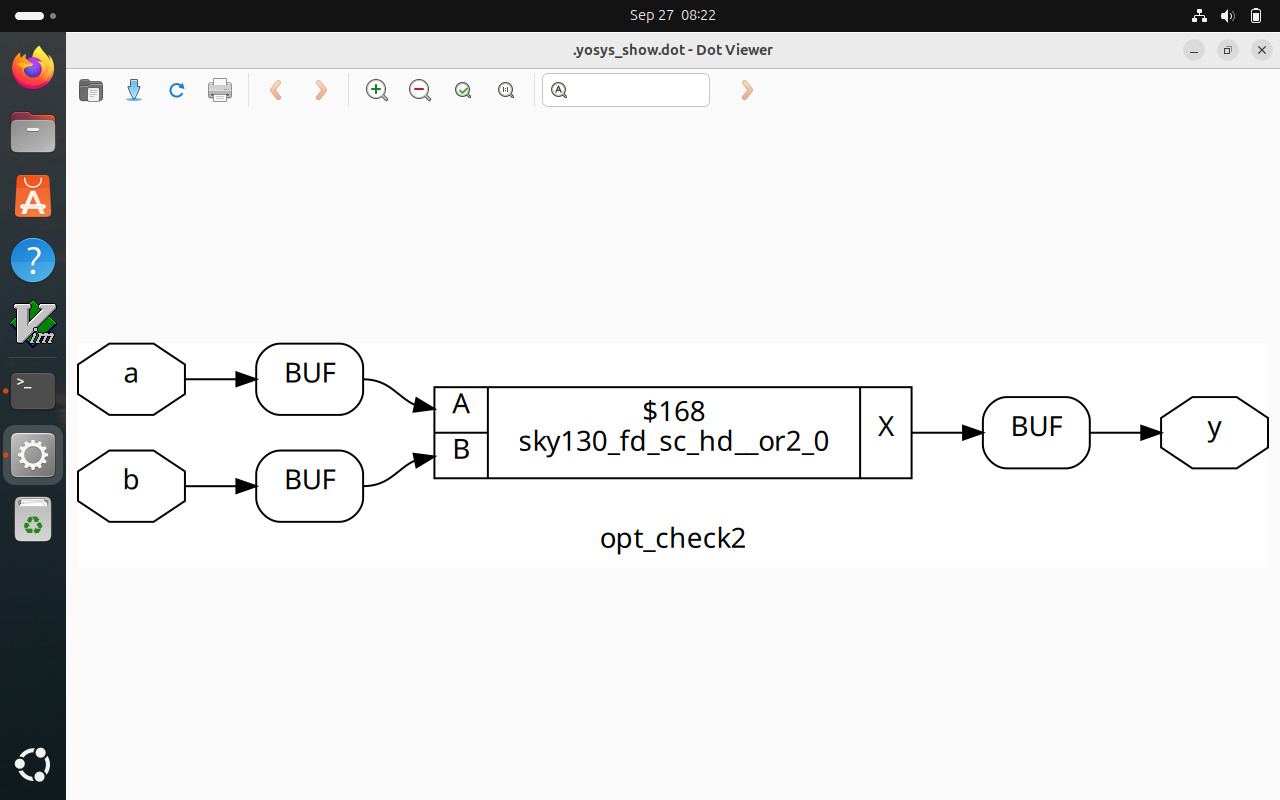 Sep 27 08:22
.yosys_show.dot - Dot Viewer
a
BUF
A
$168
sky130_fd_sc_hd__or2_0
X
BUF
y
b
BUF
B
opt_check2